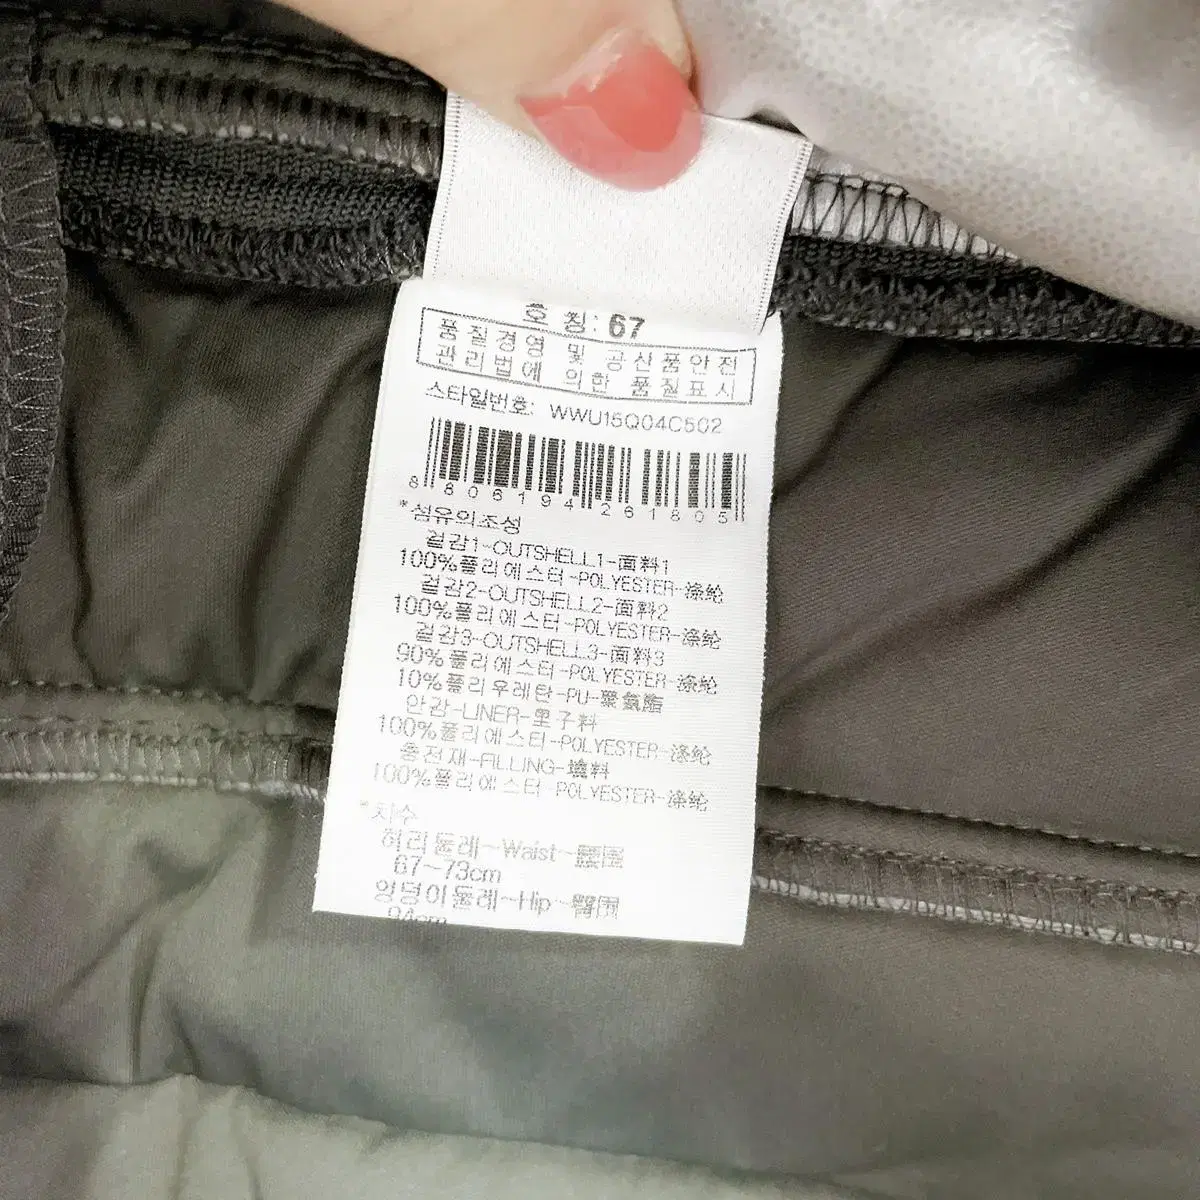 호 칭: 67
품질경영 및 공산품안전
관리법에 의한 품질표시
스타일번호: WWU15Q04C502
8 806194 261805
*섬유의조성
겉감1-OUTSHELL1-面料1
100%폴리에스터-POLYESTER-涤纶
겉감2-OUTSHELL2-面料2
100%폴리에스터-POLYESTER-涤纶
겉감3-OUTSHELL3-面料3
90%폴리에스터-POLYESTER-涤纶
10%폴리우레탄-PU-聚氨酯
안감-LINER-里子料
100%폴리에스터-POLYESTER-涤纶
충전재-FILLING-填料
100%폴리에스터-POLYESTER-涤纶
*치수
허리둘레~Waist~腰围
67~73cm
엉덩이둘레~Hip~臀围
94cm